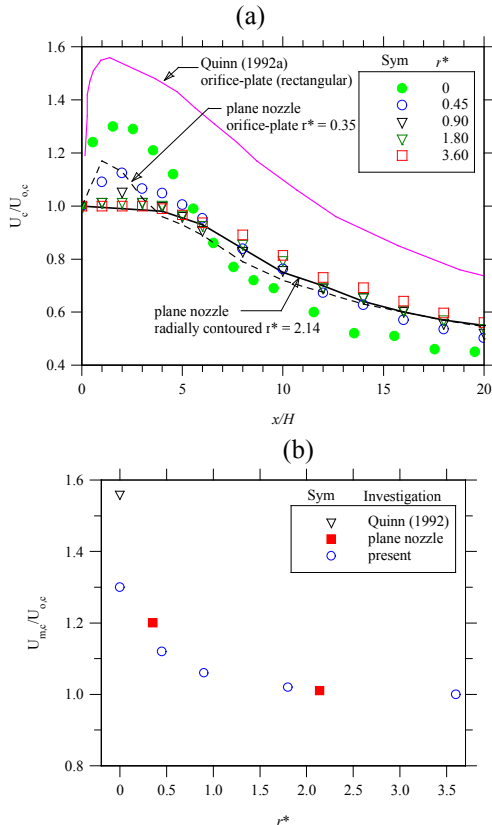 (a)
1.6
1.4
1.2
1.0
0.8
0.6
0.4
U_c/U_{o,c}
Quinn (1992a)
orifice-plate (rectangular)
plane nozzle
orifice-plate r* = 0.35
plane nozzle
radially contoured r* = 2.14
Sym r*
0
0.45
0.90
1.80
3.60
0 5 10 15 20
x/H
(b)
1.6
1.4
1.2
1.0
0.8
U_{m,c}/U_{o,c}
Sym Investigation
Quinn (1992)
plane nozzle
present
0 0.5 1.0 1.5 2.0 2.5 3.0 3.5
r*